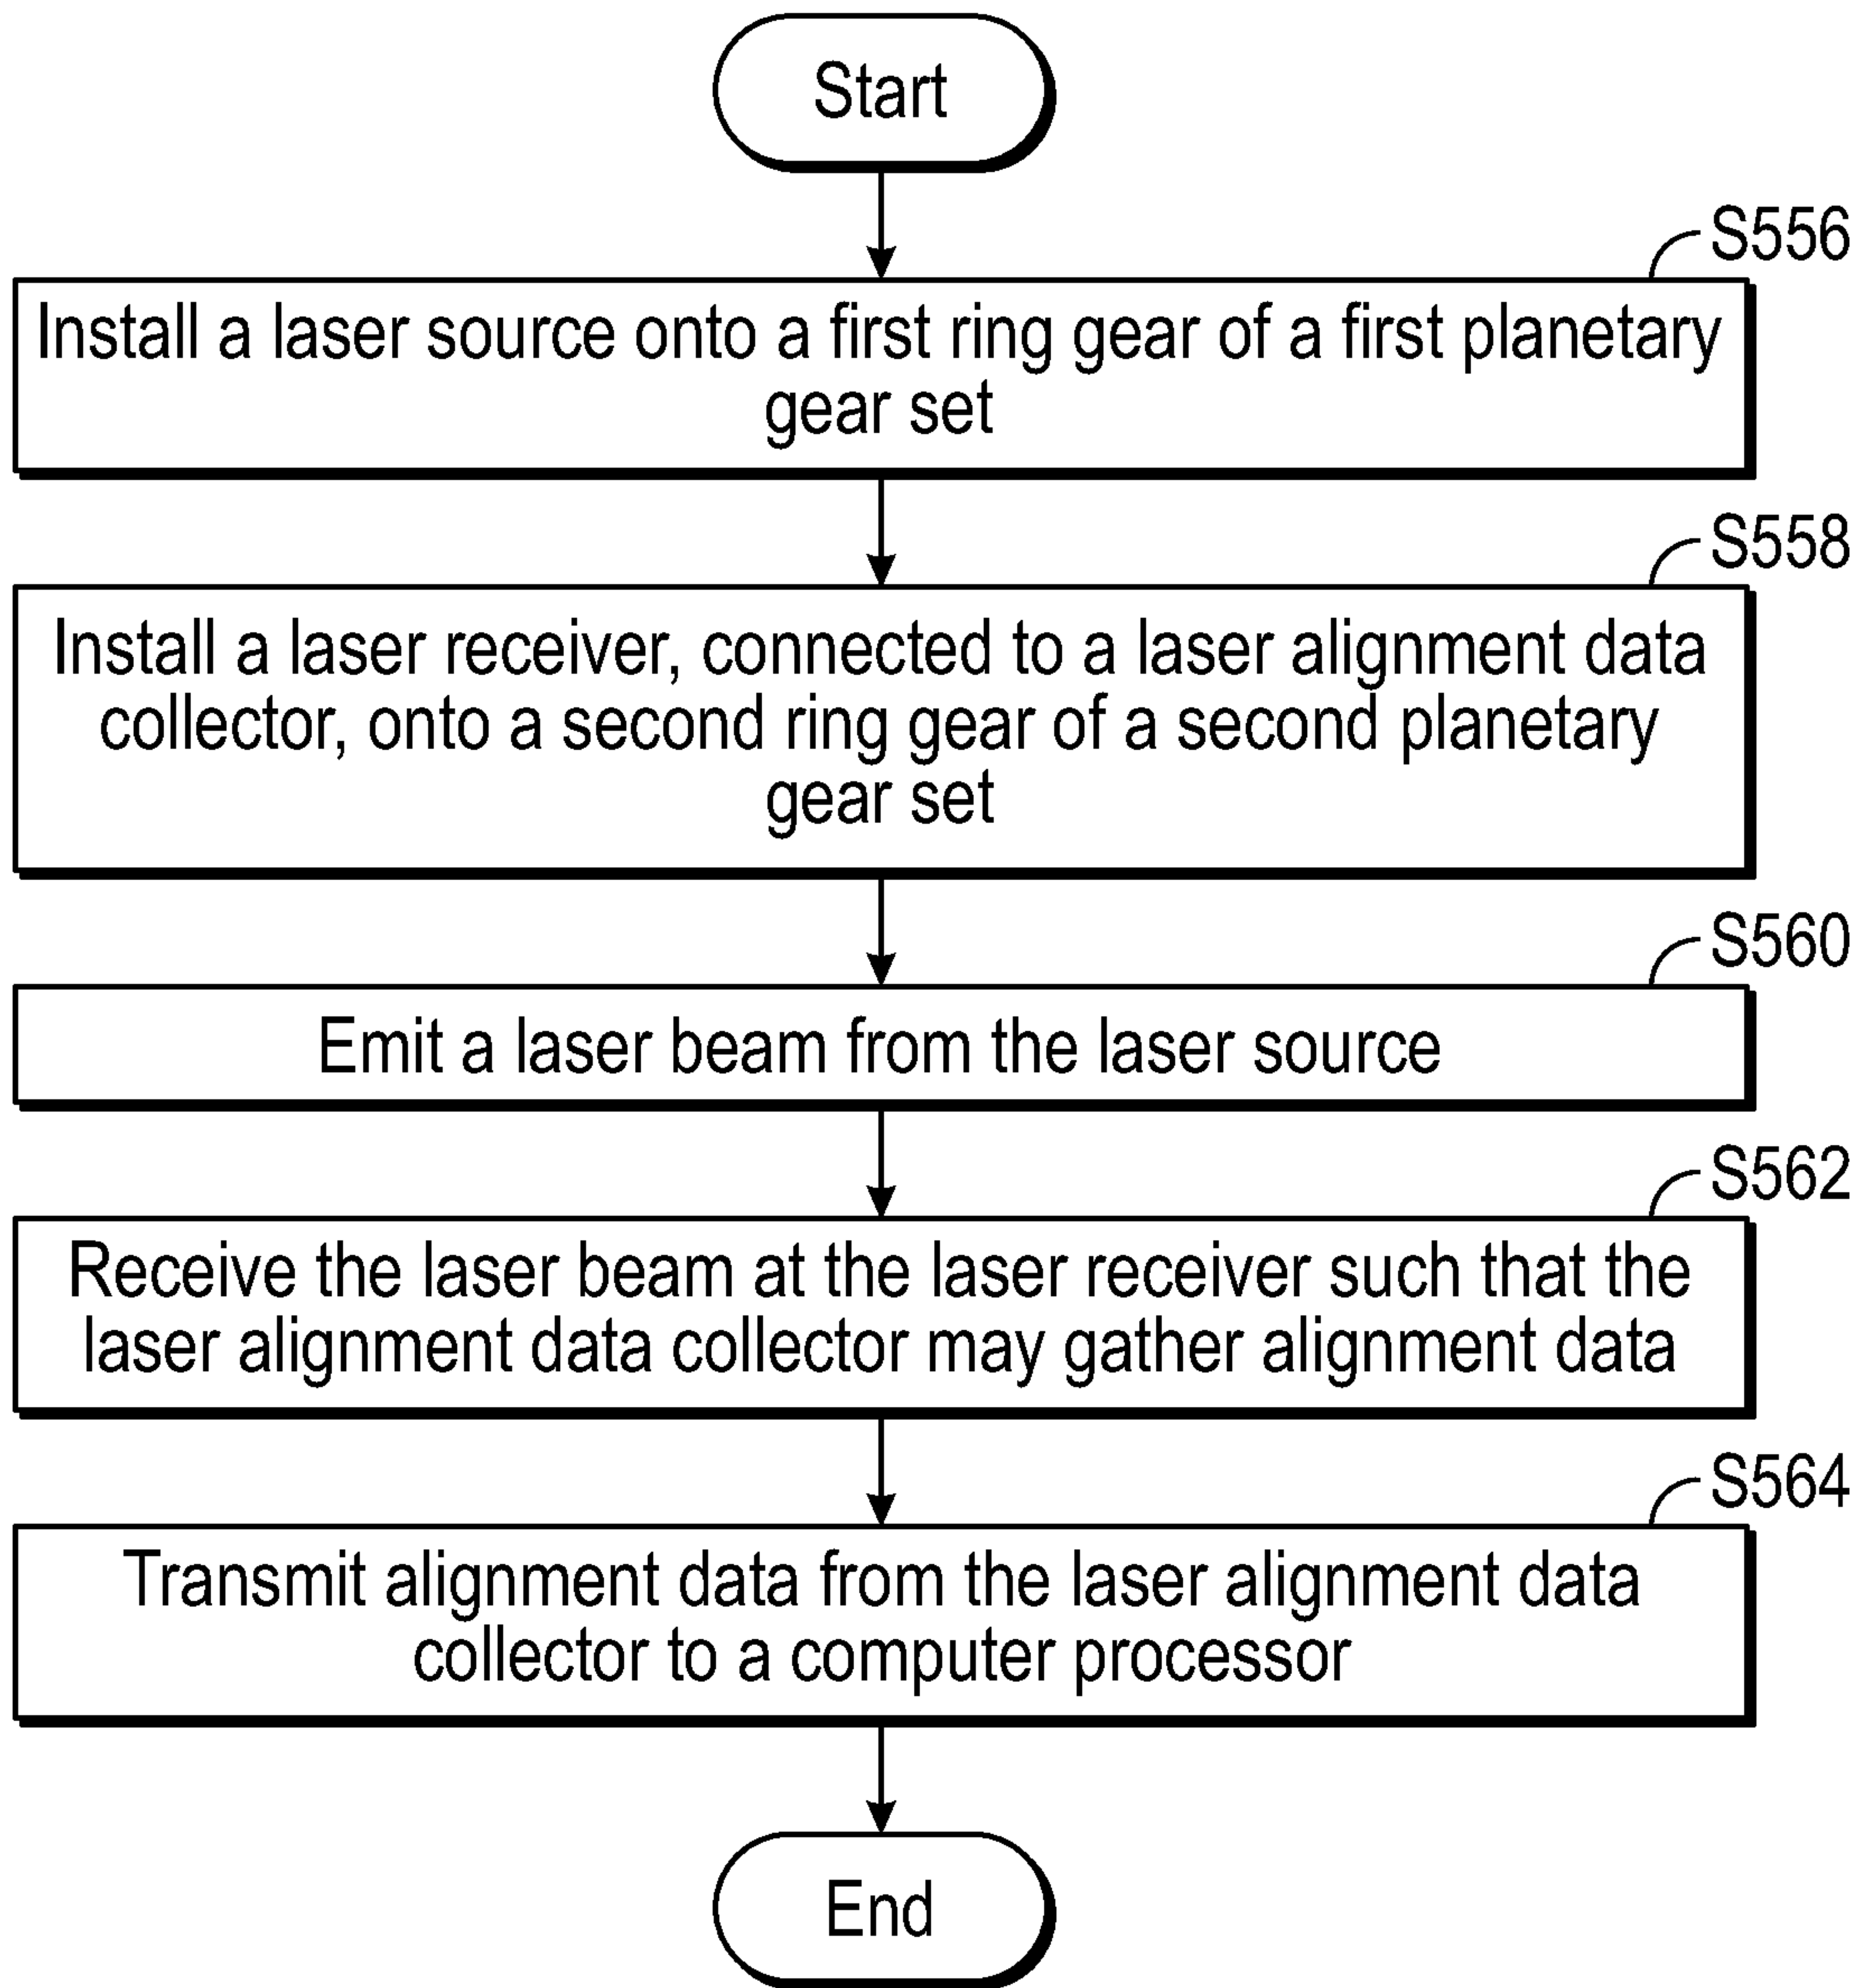 Start
S556
Install a laser source onto a first ring gear of a first planetary
gear set
S558
Install a laser receiver, connected to a laser alignment data
collector, onto a second ring gear of a second planetary
gear set
S560
Emit a laser beam from the laser source
S562
Receive the laser beam at the laser receiver such that the
laser alignment data collector may gather alignment data
S564
Transmit alignment data from the laser alignment data
collector to a computer processor
End